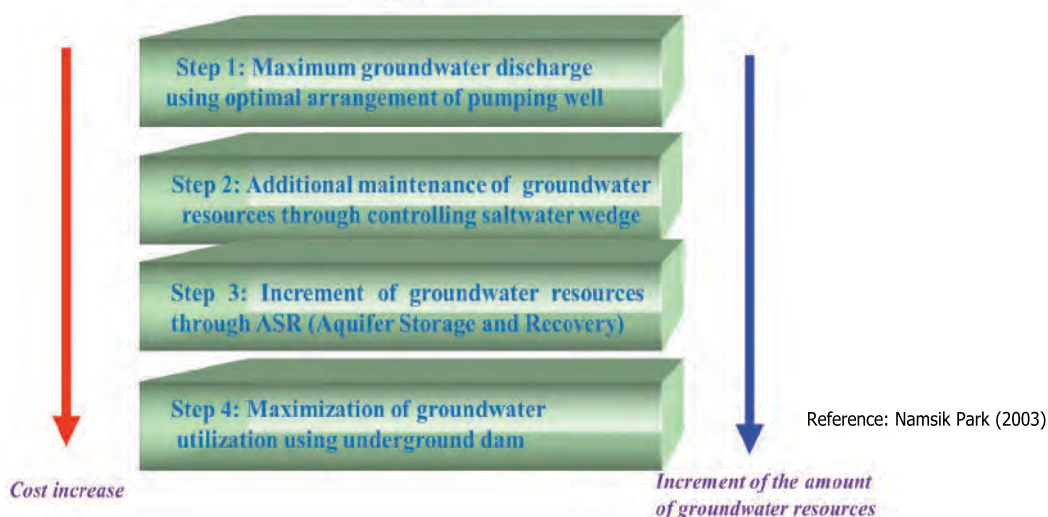 Step 1: Maximum groundwater discharge
using optimal arrangement of pumping well
Step 2: Additional maintenance of groundwater
resources through controlling saltwater wedge
Step 3: Increment of groundwater resources
through ASR (Aquifer Storage and Recovery)
Step 4: Maximization of groundwater
utilization using underground dam
Reference: Namsik Park (2003)
Cost increase
Increment of the amount
of groundwater resources